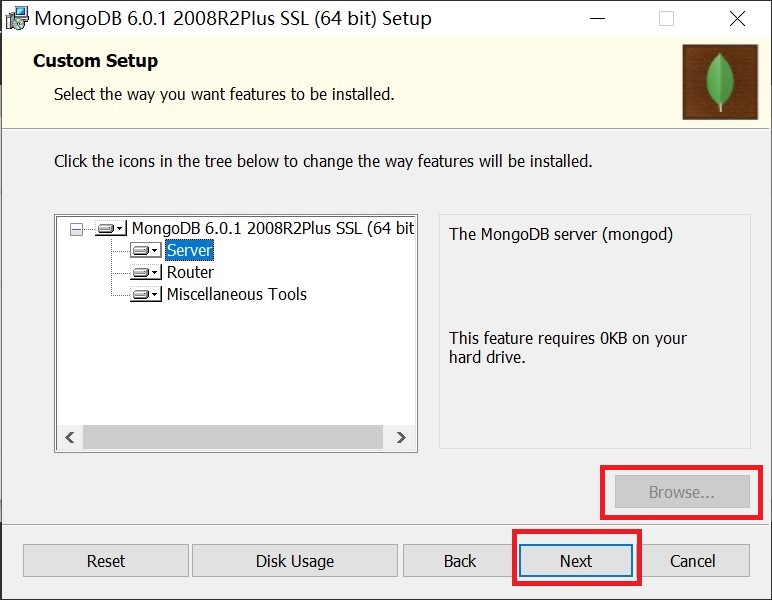 MongoDB 6.0.1 2008R2Plus SSL (64 bit) Setup
Custom Setup
Select the way you want features to be installed.
Click the icons in the tree below to change the way features will be installed.
MongoDB 6.0.1 2008R2Plus SSL (64 bit
Server
Router
Miscellaneous Tools
The MongoDB server (mongod)
This feature requires 0KB on your
hard drive.
Browse...
Reset
Disk Usage
Back
Next
Cancel